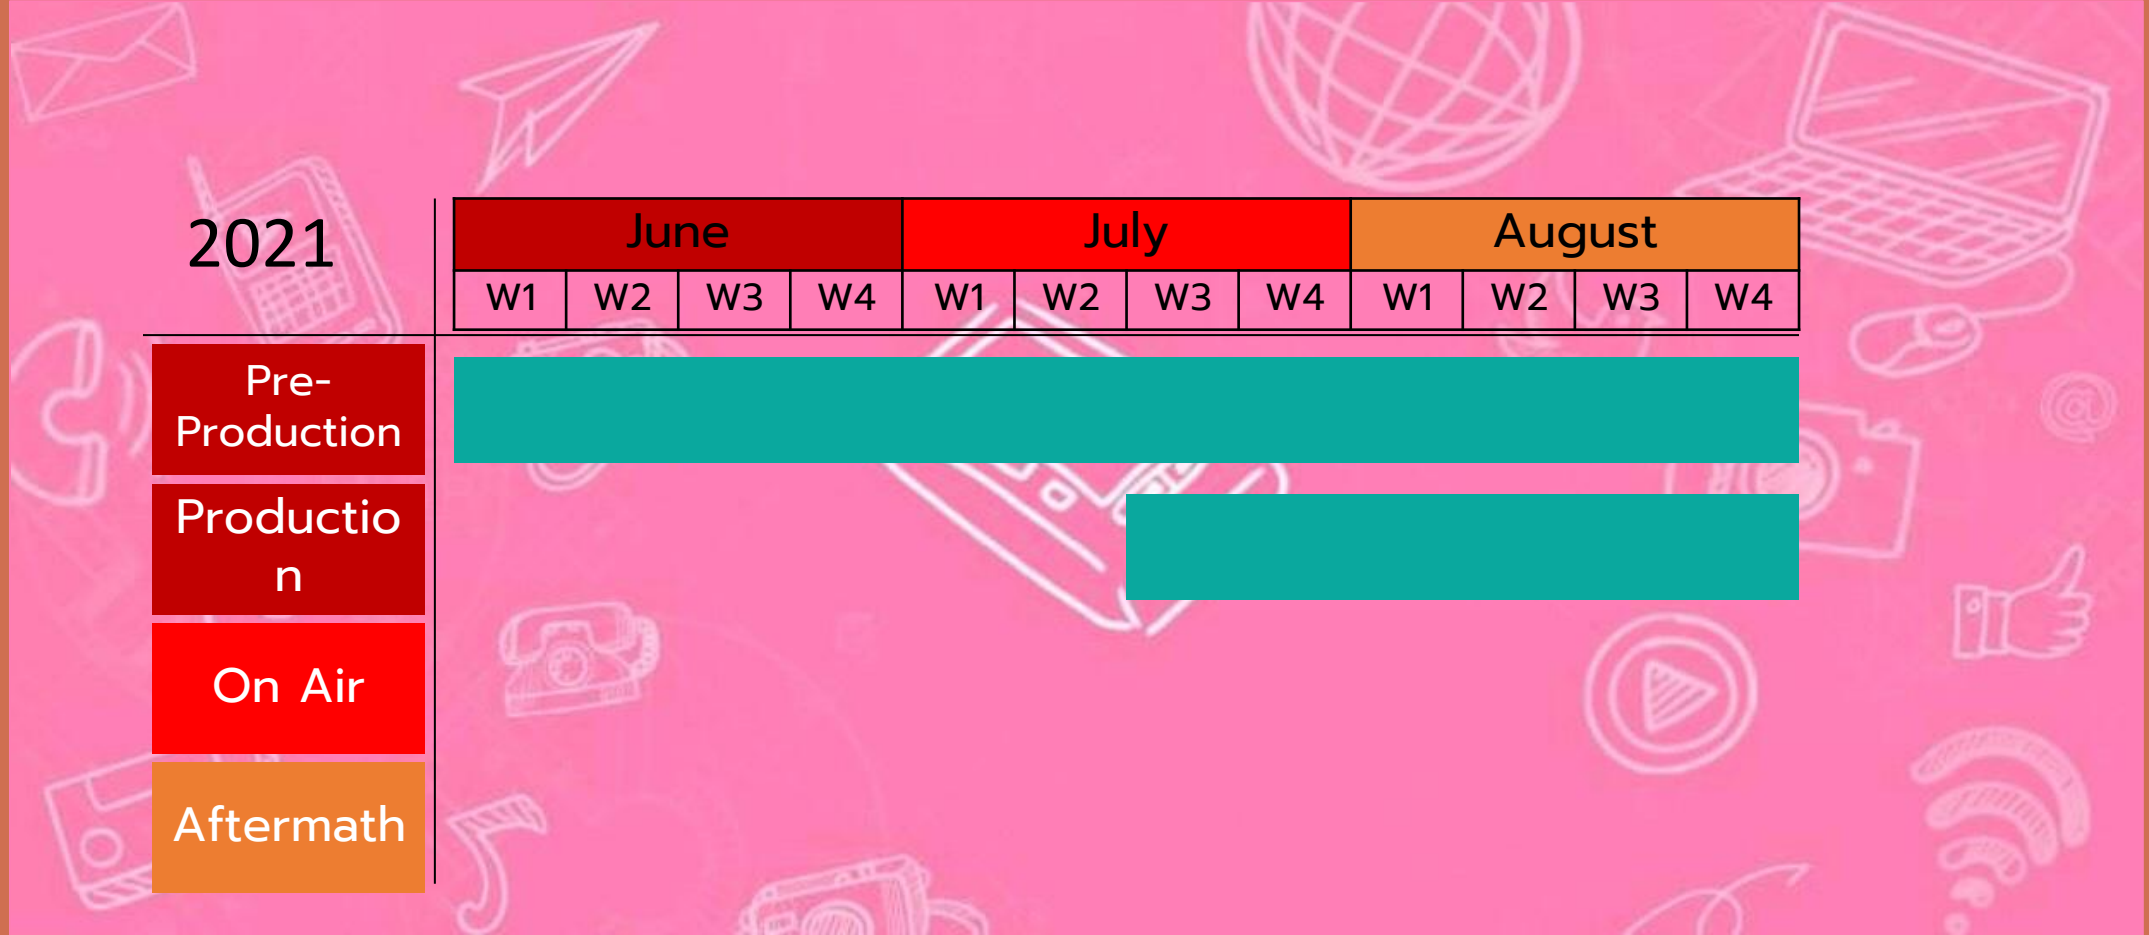 2021
June July August
W1 W2 W3 W4 W1 W2 W3 W4 W1 W2 W3 W4
Pre-
Production
Productio
n
On Air
Aftermath